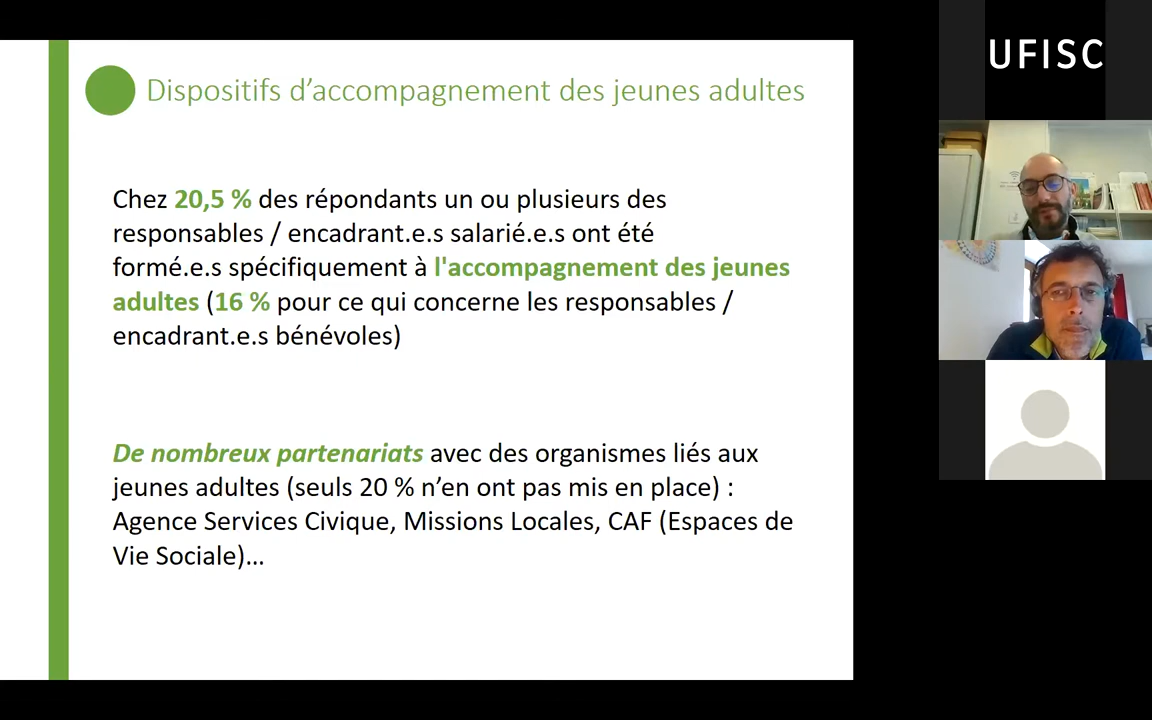 Dispositifs d’accompagnement des jeunes adultes
Chez 20,5 % des répondants un ou plusieurs des
responsables / encadrant.e.s salarié.e.s ont été
formé.e.s spécifiquement à l'accompagnement des jeunes
adultes (16 % pour ce qui concerne les responsables /
encadrant.e.s bénévoles)
De nombreux partenariats avec des organismes liés aux
jeunes adultes (seuls 20 % n’en ont pas mis en place) :
Agence Services Civique, Missions Locales, CAF (Espaces de
Vie Sociale)…
UFISC